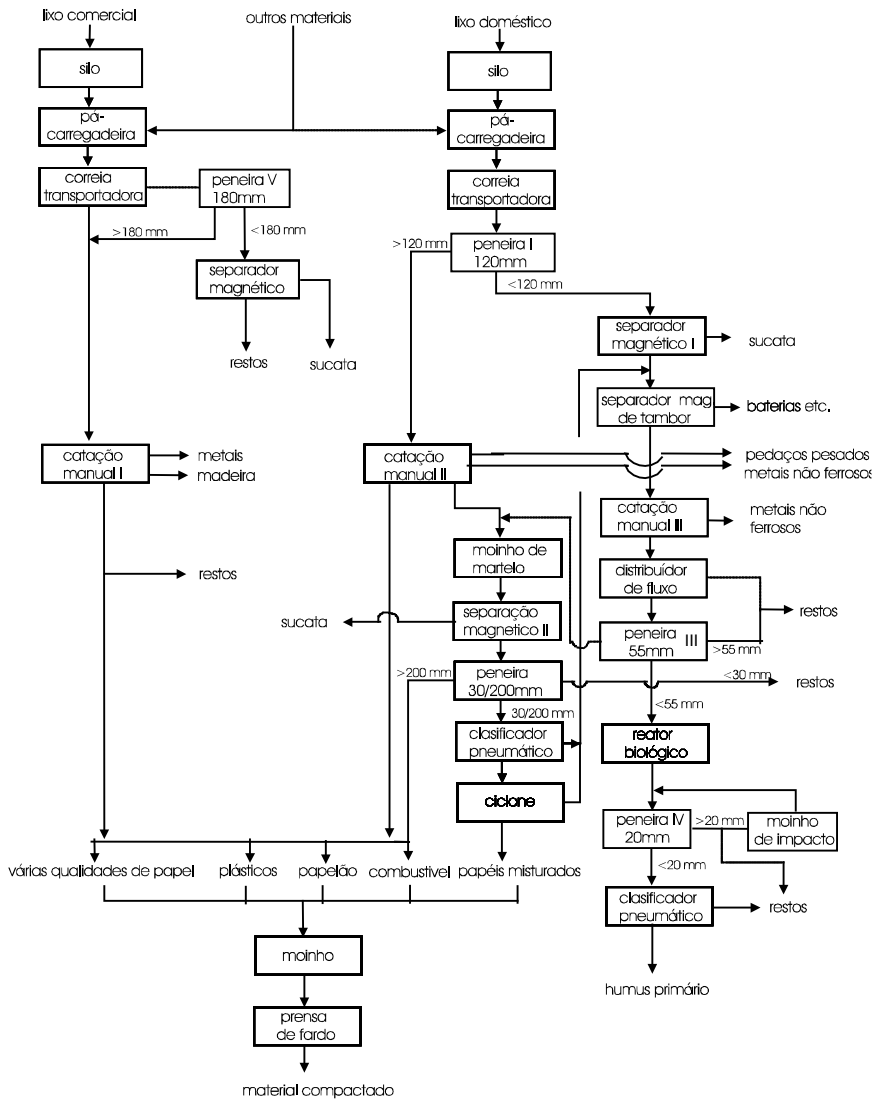 lixo comercial
outros materiais
lixo doméstico
silo
silo
pá-
carregadeira
pá-
carregadeira
correia
transportadora
peneira V
180mm
correia
transportadora
>180 mm
<180 mm
>120 mm
peneira I
120mm
separador
magnético
<120 mm
separador
magnético I
sucata
restos
sucata
separador mag
de tambor
baterias etc.
catação
manual I
metais
madeira
catação
manual II
pedaços pesados
metais não ferrosos
catação
manual III
metais não
ferrosos
moinho de
martelo
distribuídor
de fluxo
restos
restos
sucata
separação
magnetico II
peneira III
55mm
>55 mm
>200 mm
peneira
30/200mm
<30 mm
restos
30/200 mm
<55 mm
clasificador
pneumático
reator
biológico
ciclone
peneira IV
20mm
>20 mm
moinho
de impacto
várias qualidades de papel
plásticos
papelão
combustivel
papéis misturados
<20 mm
clasificador
pneumático
restos
moinho
humus primário
prensa
de fardo
material compactado